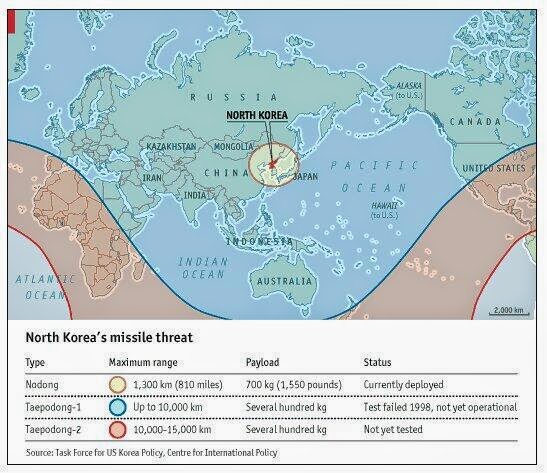 ALASKA
(to U.S.)
RUSSIA
CANADA
NORTH KOREA
KAZAKHSTAN
MONGOLIA
PACIFIC
OCEAN
UNITED STATES
IRAN
CHINA
JAPAN
INDIA
HAWAII
(to U.S.)
INDONESIA
INDIAN
OCEAN
ATLANTIC
OCEAN
AUSTRALIA
2,000 km
North Korea's missile threat
Type Maximum range Payload Status
Nodong 1,300 km (810 miles) 700 kg (1,550 pounds) Currently deployed
Taepodong-1 Up to 10,000 km Several hundred kg Test failed 1998, not yet operational
Taepodong-2 10,000-15,000 km Several hundred kg Not yet tested
Source: Task Force for US Korea Policy, Centre for International Policy